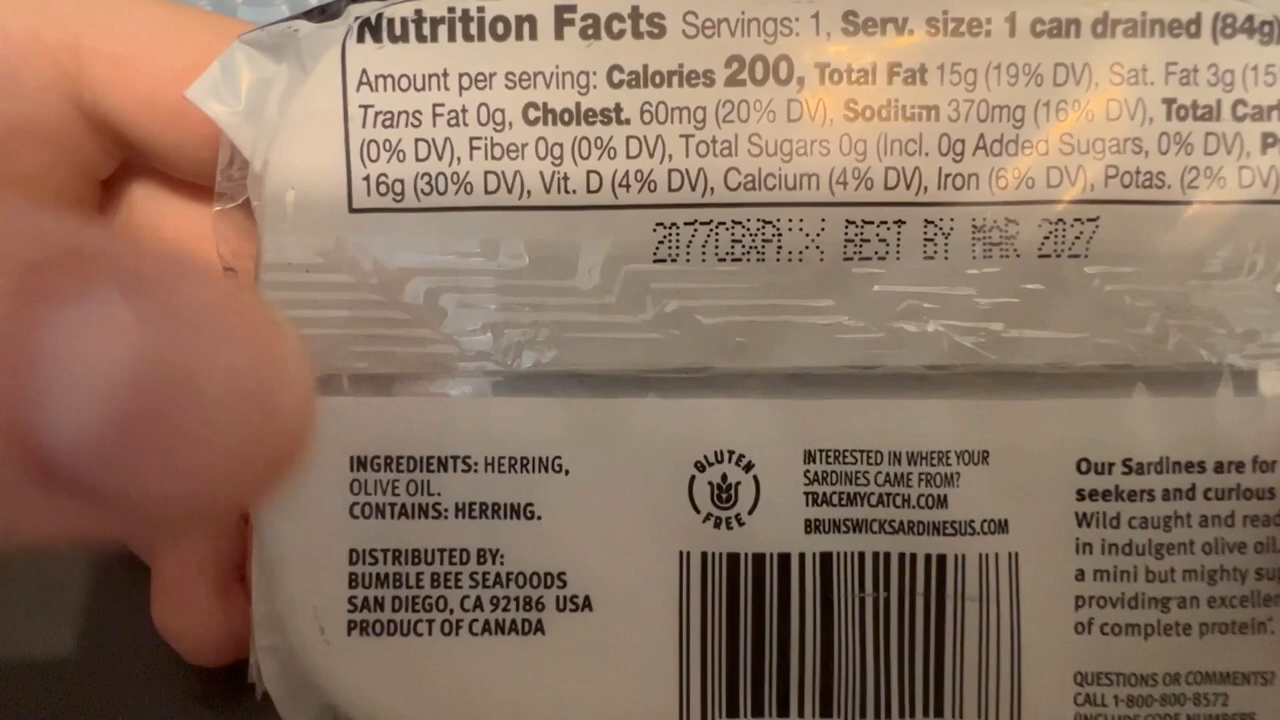 Nutrition Facts Servings: 1, Serv. size: 1 can drained (84g)
Amount per serving: Calories 200, Total Fat 15g (19% DV), Sat. Fat 3g (15
Trans Fat 0g, Cholest. 60mg (20% DV), Sodium 370mg (16% DV), Total Car
(0% DV), Fiber 0g (0% DV), Total Sugars 0g (Incl. 0g Added Sugars, 0% DV), P
16g (30% DV), Vit. D (4% DV), Calcium (4% DV), Iron (6% DV), Potas. (2% DV)
BEST BY MAR 2027
INGREDIENTS: HERRING,
OLIVE OIL.
CONTAINS: HERRING.
DISTRIBUTED BY:
BUMBLE BEE SEAFOODS
SAN DIEGO, CA 92186 USA
PRODUCT OF CANADA
GLUTEN
FREE
INTERESTED IN WHERE YOUR
SARDINES CAME FROM?
TRACEMYCATCH.COM
BRUNSWICKSARDINESUS.COM
Our Sardines are for
seekers and curious
Wild caught and read
in indulgent olive oil,
a mini but mighty su
providing an excellen
of complete protein*.
QUESTIONS OR COMMENTS?
CALL 1-800-800-8572
(INCLUDE CODE NUMBERS